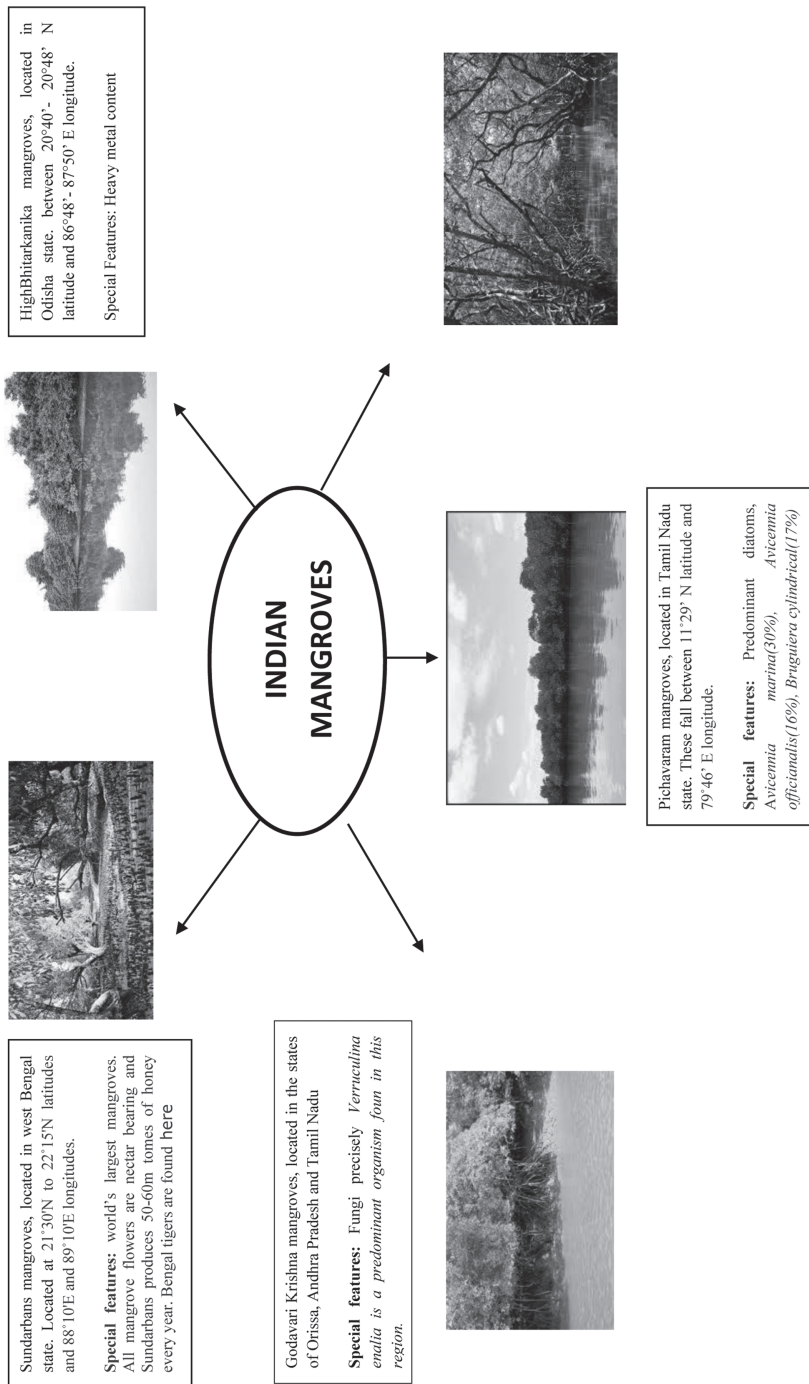 Sundarbans mangroves, located in west Bengal
state. Located at 21˚30'N to 22˚15'N latitudes
and 88˚10'E and 89˚10'E longitudes.
Special features: world's largest mangroves.
All mangrove flowers are nectar bearing and
Sundarbans produces 50-60m tomes of honey
every year. Bengal tigers are found here
HighBhitarkanika mangroves, located in
Odisha state. between 20°40’- 20°48’ N
latitude and 86°48’- 87°50’ E longitude.
Special Features: Heavy metal content
INDIAN
MANGROVES
Godavari Krishna mangroves, located in the states
of Orissa, Andhra Pradesh and Tamil Nadu
Special features: Fungi precisely Verruculina
enalia is a predominant organism foun in this
region.
Pichavaram mangroves, located in Tamil Nadu
state. These fall between 11˚29’ N latitude and
79˚46’ E longitude.
Special features: Predominant diatoms,
Avicennia marina(30%), Avicennia
officianalis(16%), Bruguiera cylindrical(17%)